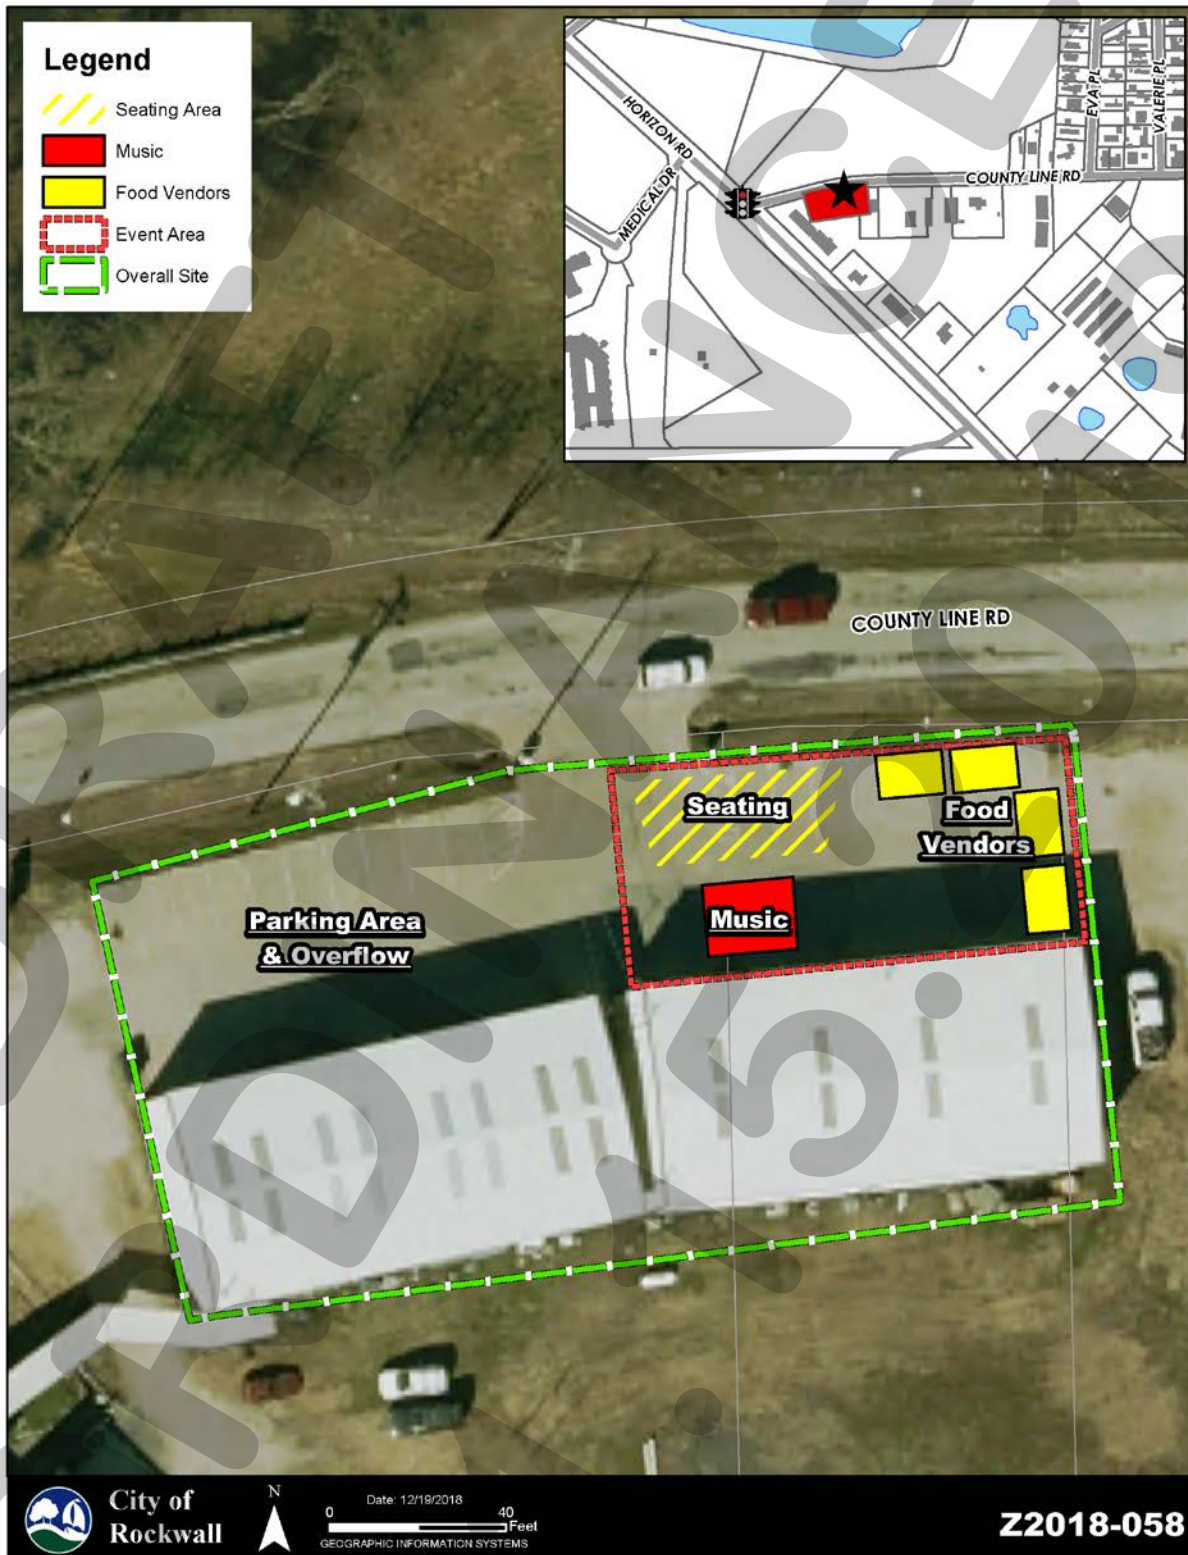 Legend
Seating Area
Music
Food Vendors
Event Area
Overall Site
HORIZON RD
MEDICAL DR
COUNTY LINE RD
EVA PL
VALERIE PL
COUNTY LINE RD
Seating
Food
Vendors
Music
Parking Area
& Overflow
City of
Rockwall
N
Date: 12/19/2018
0 40
Feet
GEOGRAPHIC INFORMATION SYSTEMS
Z2018-058